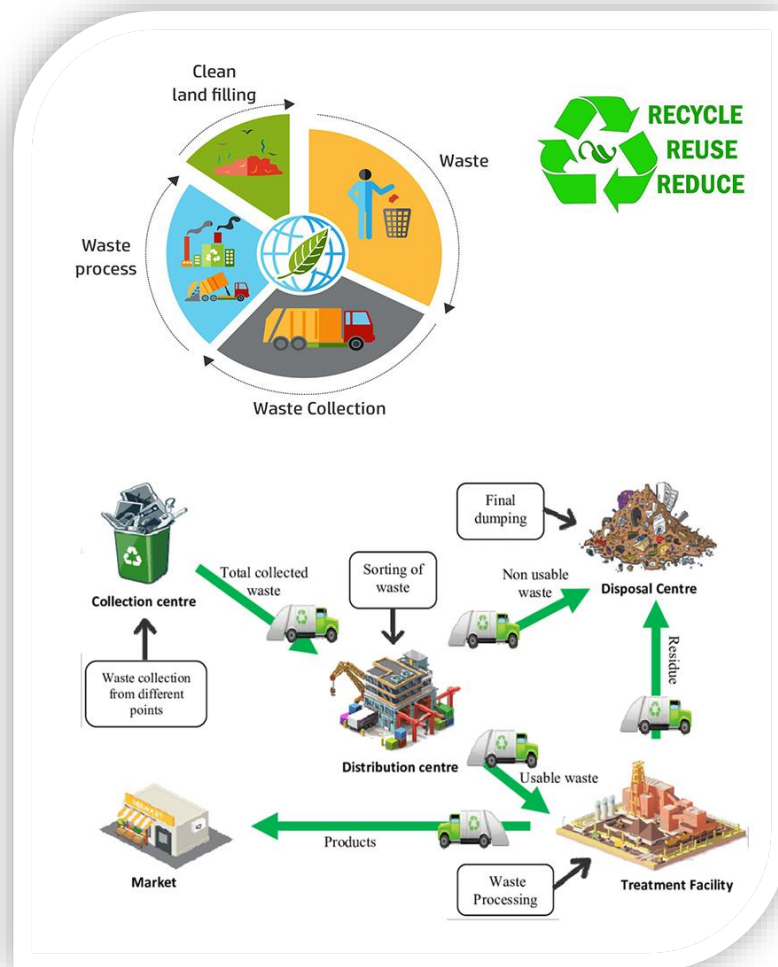 Clean
land filling
Waste
RECYCLE
REUSE
REDUCE
Waste
process
Waste Collection
Final
dumping
Total collected
waste
Sorting of
waste
Non usable
waste
Disposal Centre
Collection centre
Residue
Waste collection
from different
points
Distribution centre
Usable waste
Products
Market
Waste
Processing
Treatment Facility